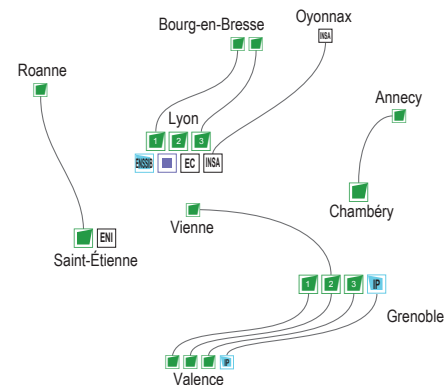 Bourg-en-Bresse
Oyonnax
INSA
Roanne
Annecy
Lyon
1 2 3
ENSSIB EC INSA
Chambéry
Vienne
ENI
Saint-Étienne
1 2 3 IP
Grenoble
IP
Valence